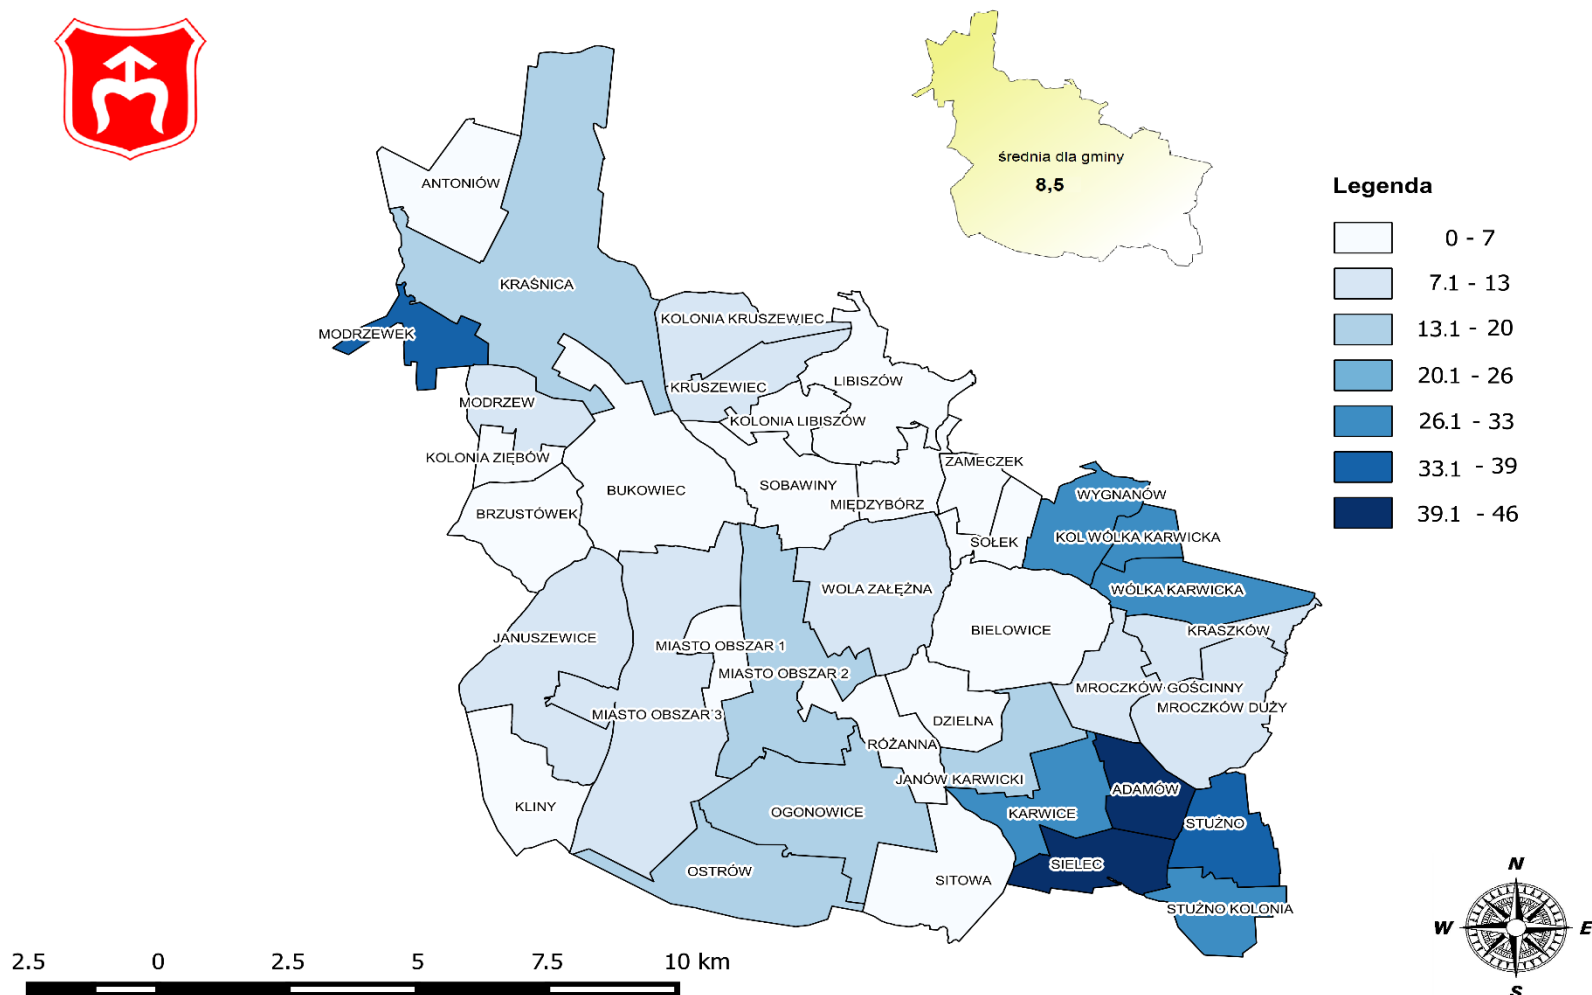 średnia dla gminy
8,5
Legenda
0 - 7
7.1 - 13
13.1 - 20
20.1 - 26
26.1 - 33
33.1 - 39
39.1 - 46
ANTONIÓW
KRAŚNICA
MODRZEWEK
KOLONIA KRUSZEWIEC
KRUSZEWIEC
LIBISZÓW
MODRZEW
KOLONIA LIBISZÓW
KOLONIA ZIĘBÓW
ZAMECZEK
BUKOWIEC
SOBAWINY
MIĘDZYBÓRZ
WYGNANÓW
BRZUSTÓWEK
SOŁEK
KOL WÓLKA KARWICKA
WOLA ZAŁĘŻNA
WÓLKA KARWICKA
JANUSZEWICE
BIELOWICE
KRASZKÓW
MIASTO OBSZAR 1
MIASTO OBSZAR 2
MROCZKÓW GOŚCINNY
MROCZKÓW DUŻY
MIASTO OBSZAR 3
DZIELNA
RÓŻANNA
JANÓW KARWICKI
ADAMÓW
KLINY
OGONOWICE
KARWICE
STUŻNO
OSTRÓW
SIELEC
SITOWA
STUŻNO KOLONIA
N
W
E
S
2.5 0 2.5 5 7.5 10 km